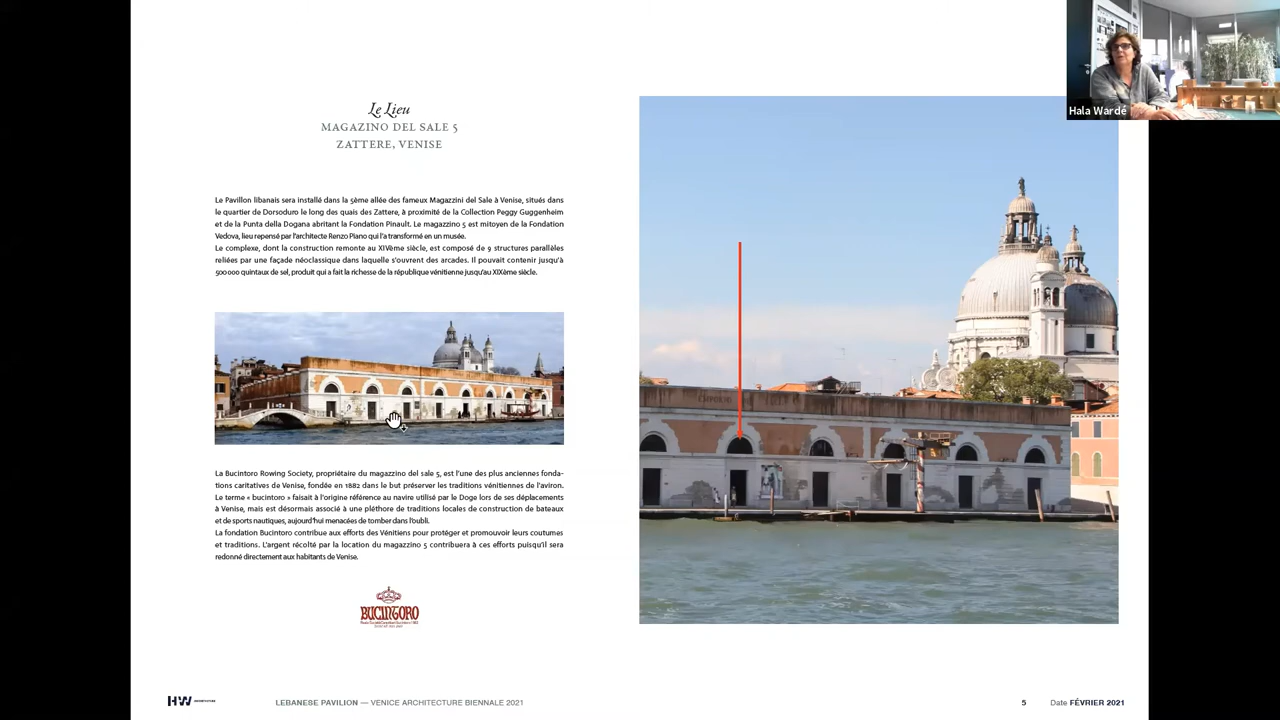 Hala Wardé
Le Lieu
MAGAZINO DEL SALE 5
ZATTERE, VENISE
Le Pavillon libanais sera installé dans la 5ème allée des fameux Magazzini del Sale à Venise, situés dans
le quartier de Dorsoduro le long des quais des Zattere, à proximité de la Collection Peggy Guggenheim
et de la Punta della Dogana abritant la Fondation Pinault. Le magazzino 5 est mitoyen de la Fondation
Vedova, lieu repensé par l'architecte Renzo Piano qui l'a transformé en un musée.
Le complexe, dont la construction remonte au XIVème siècle, est composé de 9 structures parallèles
reliées par une façade néoclassique dans laquelle s'ouvrent des arcades. Il pouvait contenir jusqu'à
500 000 quintaux de sel, produit qui a fait la richesse de la république vénitienne jusqu'au XIXème siècle.
La Bucintoro Rowing Society, propriétaire du magazzino del sale 5, est l'une des plus anciennes fonda-
tions caritatives de Venise, fondée en 1882 dans le but préserver les traditions vénitiennes de l'aviron.
Le terme « bucintoro » faisait à l'origine référence au navire utilisé par le Doge lors de ses déplacements
à Venise, mais est désormais associé à une pléthore de traditions locales de construction de bateaux
et de sports nautiques, aujourd'hui menacées de tomber dans l'oubli.
La fondation Bucintoro contribue aux efforts des Vénitiens pour protéger et promouvoir leurs coutumes
et traditions. L'argent récolté par la location du magazzino 5 contribuera à ces efforts puisqu'il sera
redonné directement aux habitants de Venise.
BUCINTORO
HW ARCHITECTURE
LEBANESE PAVILION — VENICE ARCHITECTURE BIENNALE 2021
5
Date FÉVRIER 2021